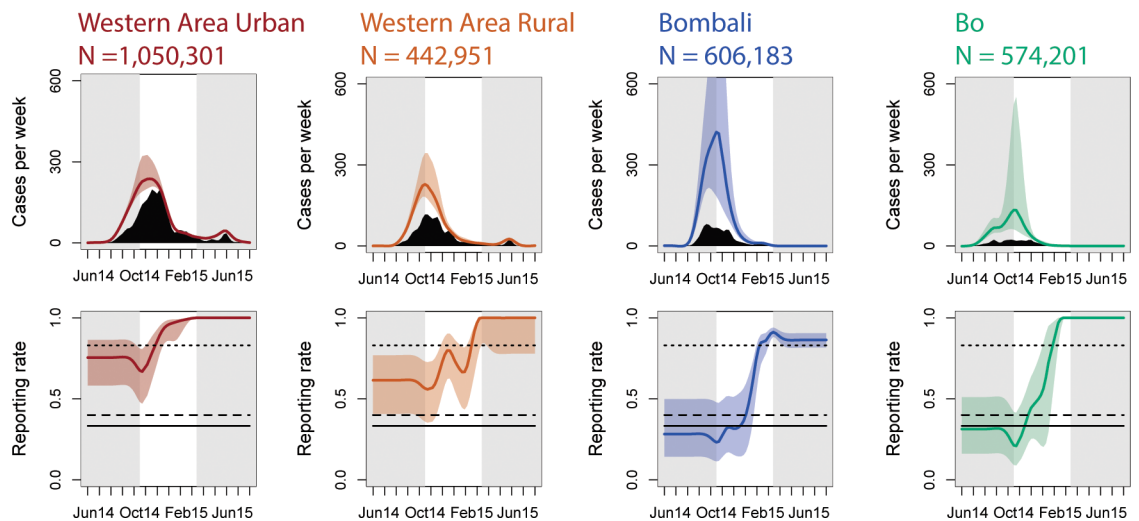 Western Area Urban
N =1,050,301
Western Area Rural
N = 442,951
Bombali
N = 606,183
Bo
N = 574,201
Cases per week
600
300
0
Jun14 Oct14 Feb15 Jun15
Cases per week
600
300
0
Jun14 Oct14 Feb15 Jun15
Cases per week
600
300
0
Jun14 Oct14 Feb15 Jun15
Cases per week
600
300
0
Jun14 Oct14 Feb15 Jun15
Reporting rate
1.0
0.5
0.0
Jun14 Oct14 Feb15 Jun15
Reporting rate
1.0
0.5
0.0
Jun14 Oct14 Feb15 Jun15
Reporting rate
1.0
0.5
0.0
Jun14 Oct14 Feb15 Jun15
Reporting rate
1.0
0.5
0.0
Jun14 Oct14 Feb15 Jun15